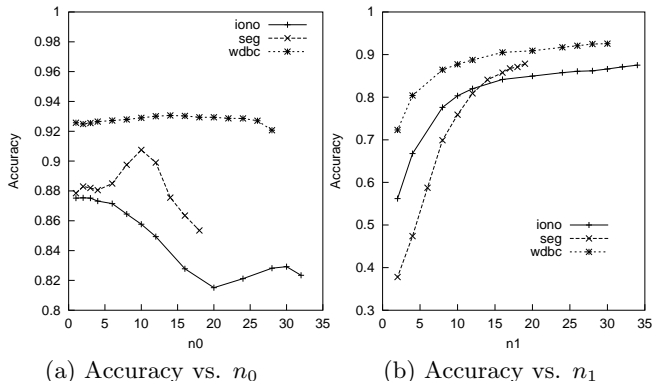 1
0.98
0.96
0.94
0.92
0.9
0.88
0.86
0.84
0.82
0.8
0 5 10 15 20 25 30 35
Accuracy
n0
iono
seg
wdbc
(a) Accuracy vs. n0
1
0.9
0.8
0.7
0.6
0.5
0.4
0.3
0 5 10 15 20 25 30 35
Accuracy
n1
iono
seg
wdbc
(b) Accuracy vs. n1